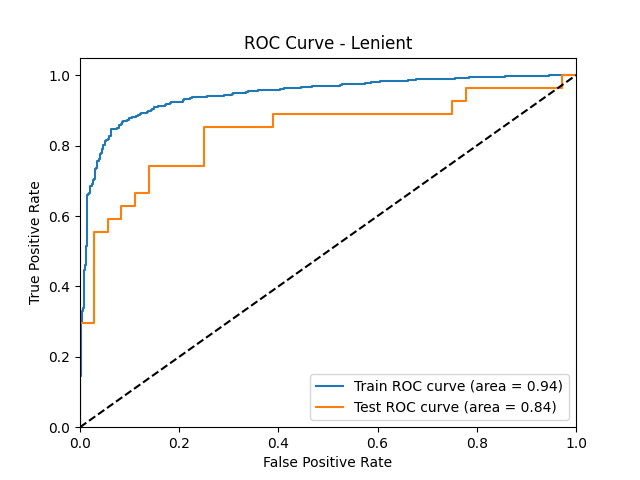 ROC Curve - Lenient
True Positive Rate
1.0
0.8
0.6
0.4
0.2
0.0
Train ROC curve (area = 0.94)
Test ROC curve (area = 0.84)
0.0 0.2 0.4 0.6 0.8 1.0
False Positive Rate